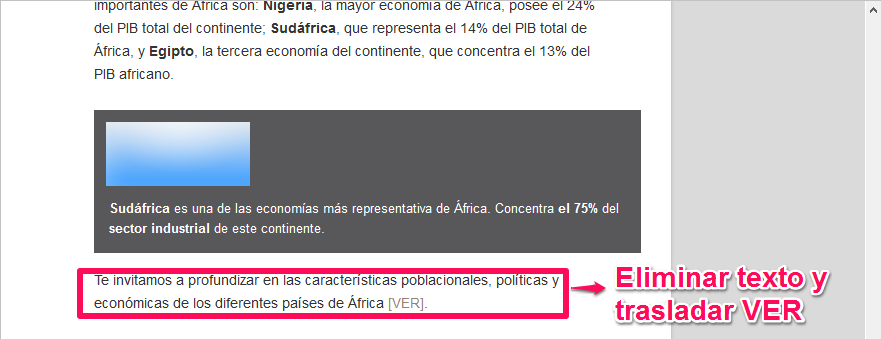 importantes de África son: Nigeria, la mayor economía de África, posee el 24%
del PIB total del continente; Sudáfrica, que representa el 14% del PIB total de
África, y Egipto, la tercera economía del continente, que concentra el 13% del
PIB africano.
Sudáfrica es una de las economías más representativa de África. Concentra el 75% del
sector industrial de este continente.
Te invitamos a profundizar en las características poblacionales, políticas y
económicas de los diferentes países de África [VER].
Eliminar texto y
trasladar VER